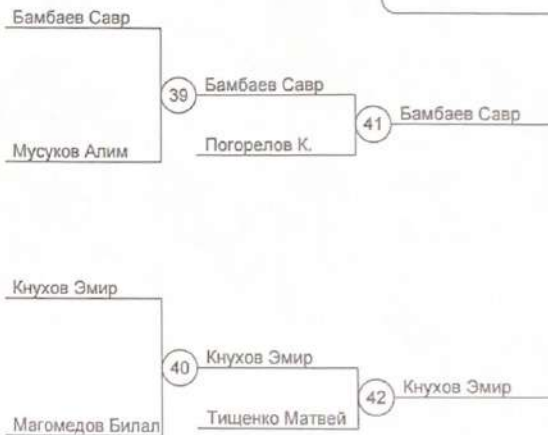 Бамбаев Савр
39
Бамбаев Савр
41
Бамбаев Савр
Мусуков Алим
Погорелов К.
Кнухов Эмир
40
Кнухов Эмир
42
Кнухов Эмир
Магомедов Билал
Тищенко Матвей